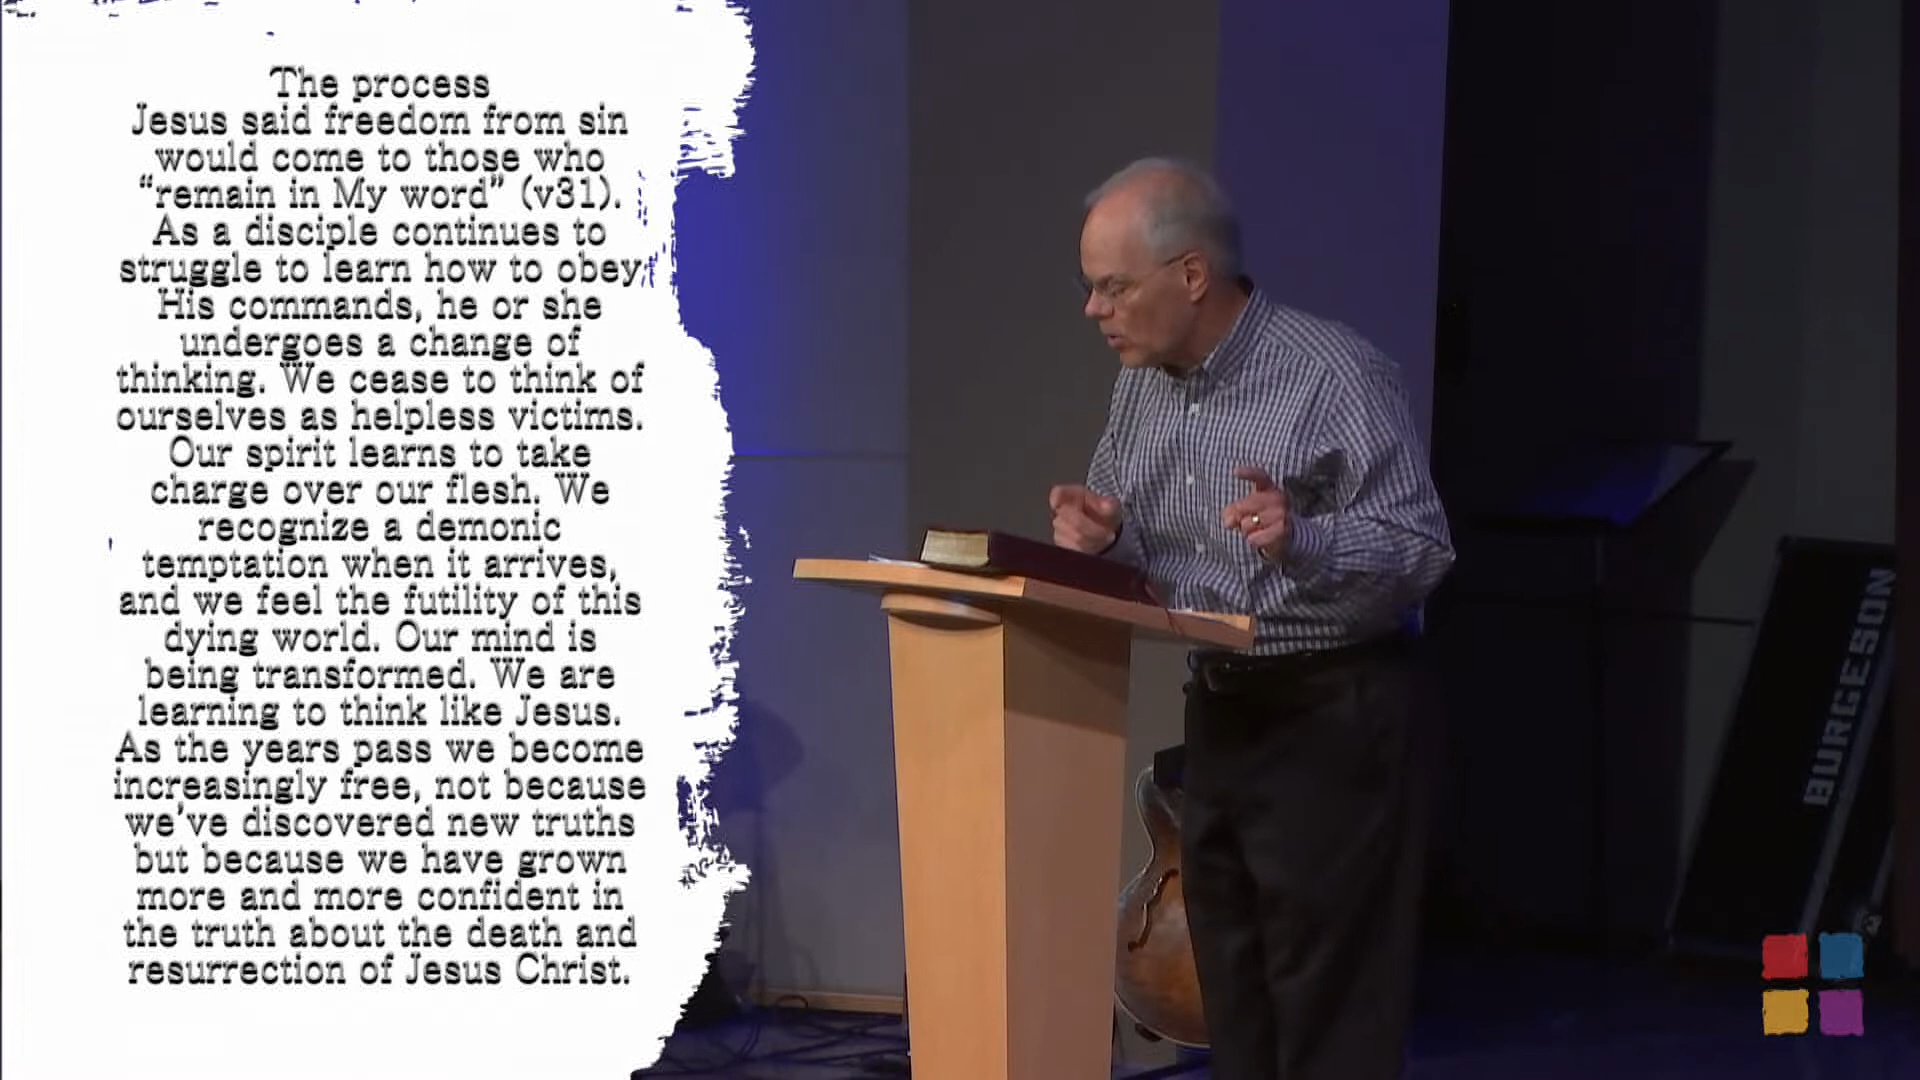 The process
Jesus said freedom from sin
would come to those who
“remain in My word” (v31).
As a disciple continues to
struggle to learn how to obey
His commands, he or she
undergoes a change of
thinking. We cease to think of
ourselves as helpless victims.
Our spirit learns to take
charge over our flesh. We
recognize a demonic
temptation when it arrives,
and we feel the futility of this
dying world. Our mind is
being transformed. We are
learning to think like Jesus.
As the years pass we become
increasingly free, not because
we’ve discovered new truths
but because we have grown
more and more confident in
the truth about the death and
resurrection of Jesus Christ.
BURGESON